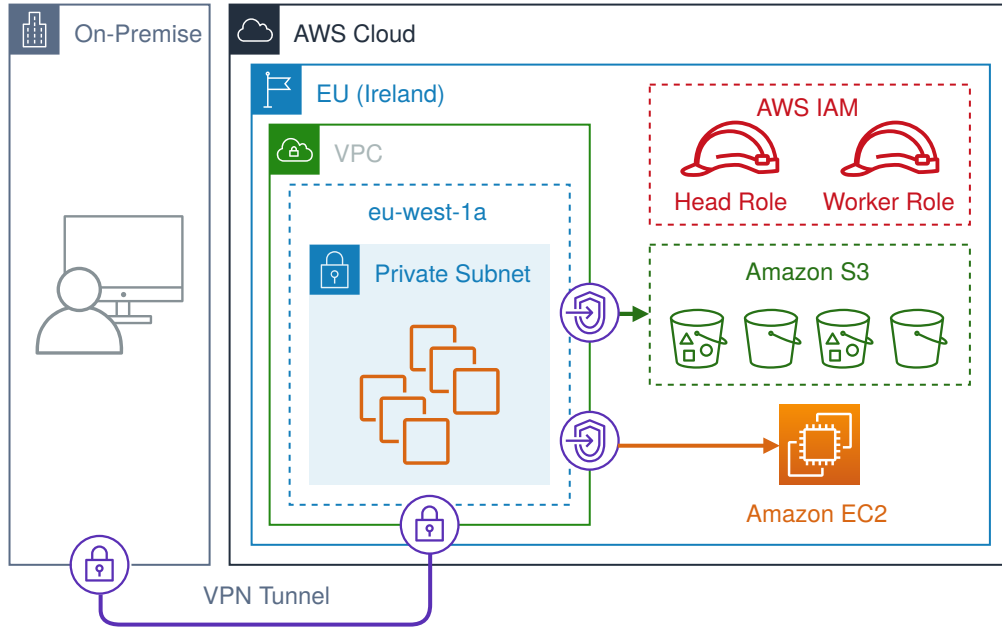 On-Premise
AWS Cloud
EU (Ireland)
AWS IAM
VPC
Head Role
Worker Role
eu-west-1a
Private Subnet
Amazon S3
Amazon EC2
VPN Tunnel